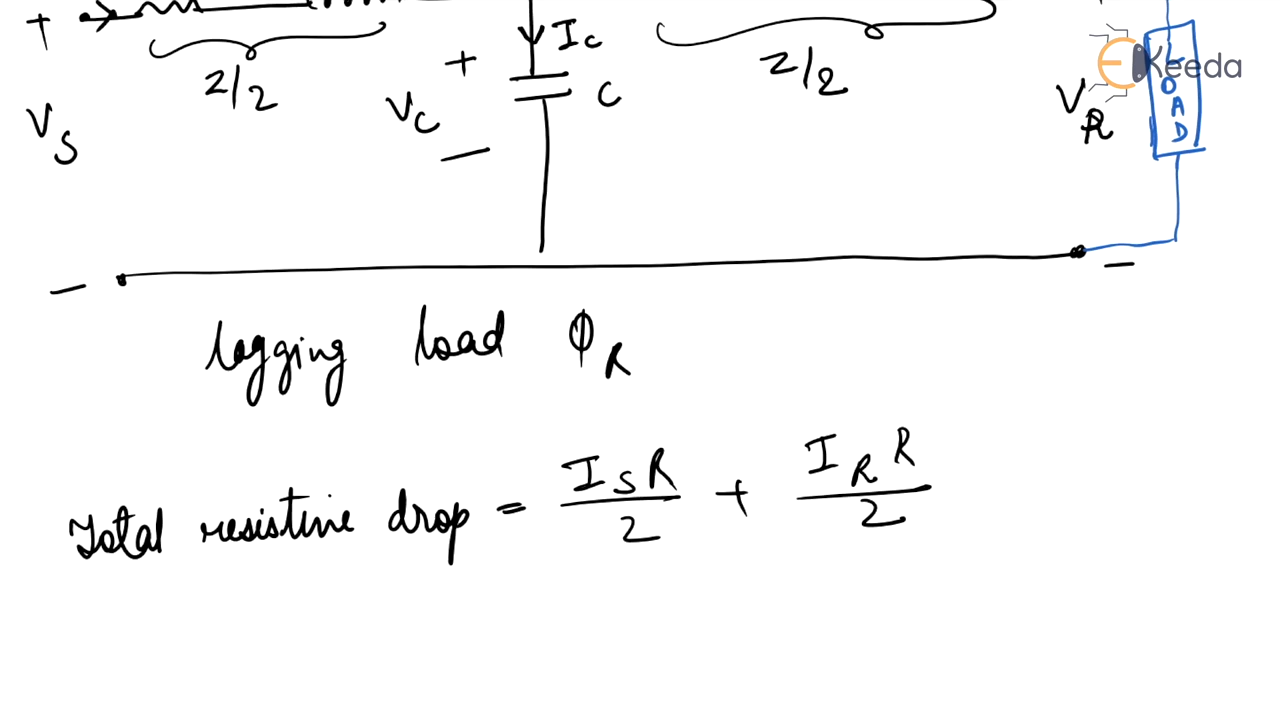 +
I_C
Z/2
+
Z/2
V_S
V_C
C
V_R
LOAD
Keeda
−
−
−
lagging load Φ_R
Total resistive drop = I_S R / 2 + I_R R / 2